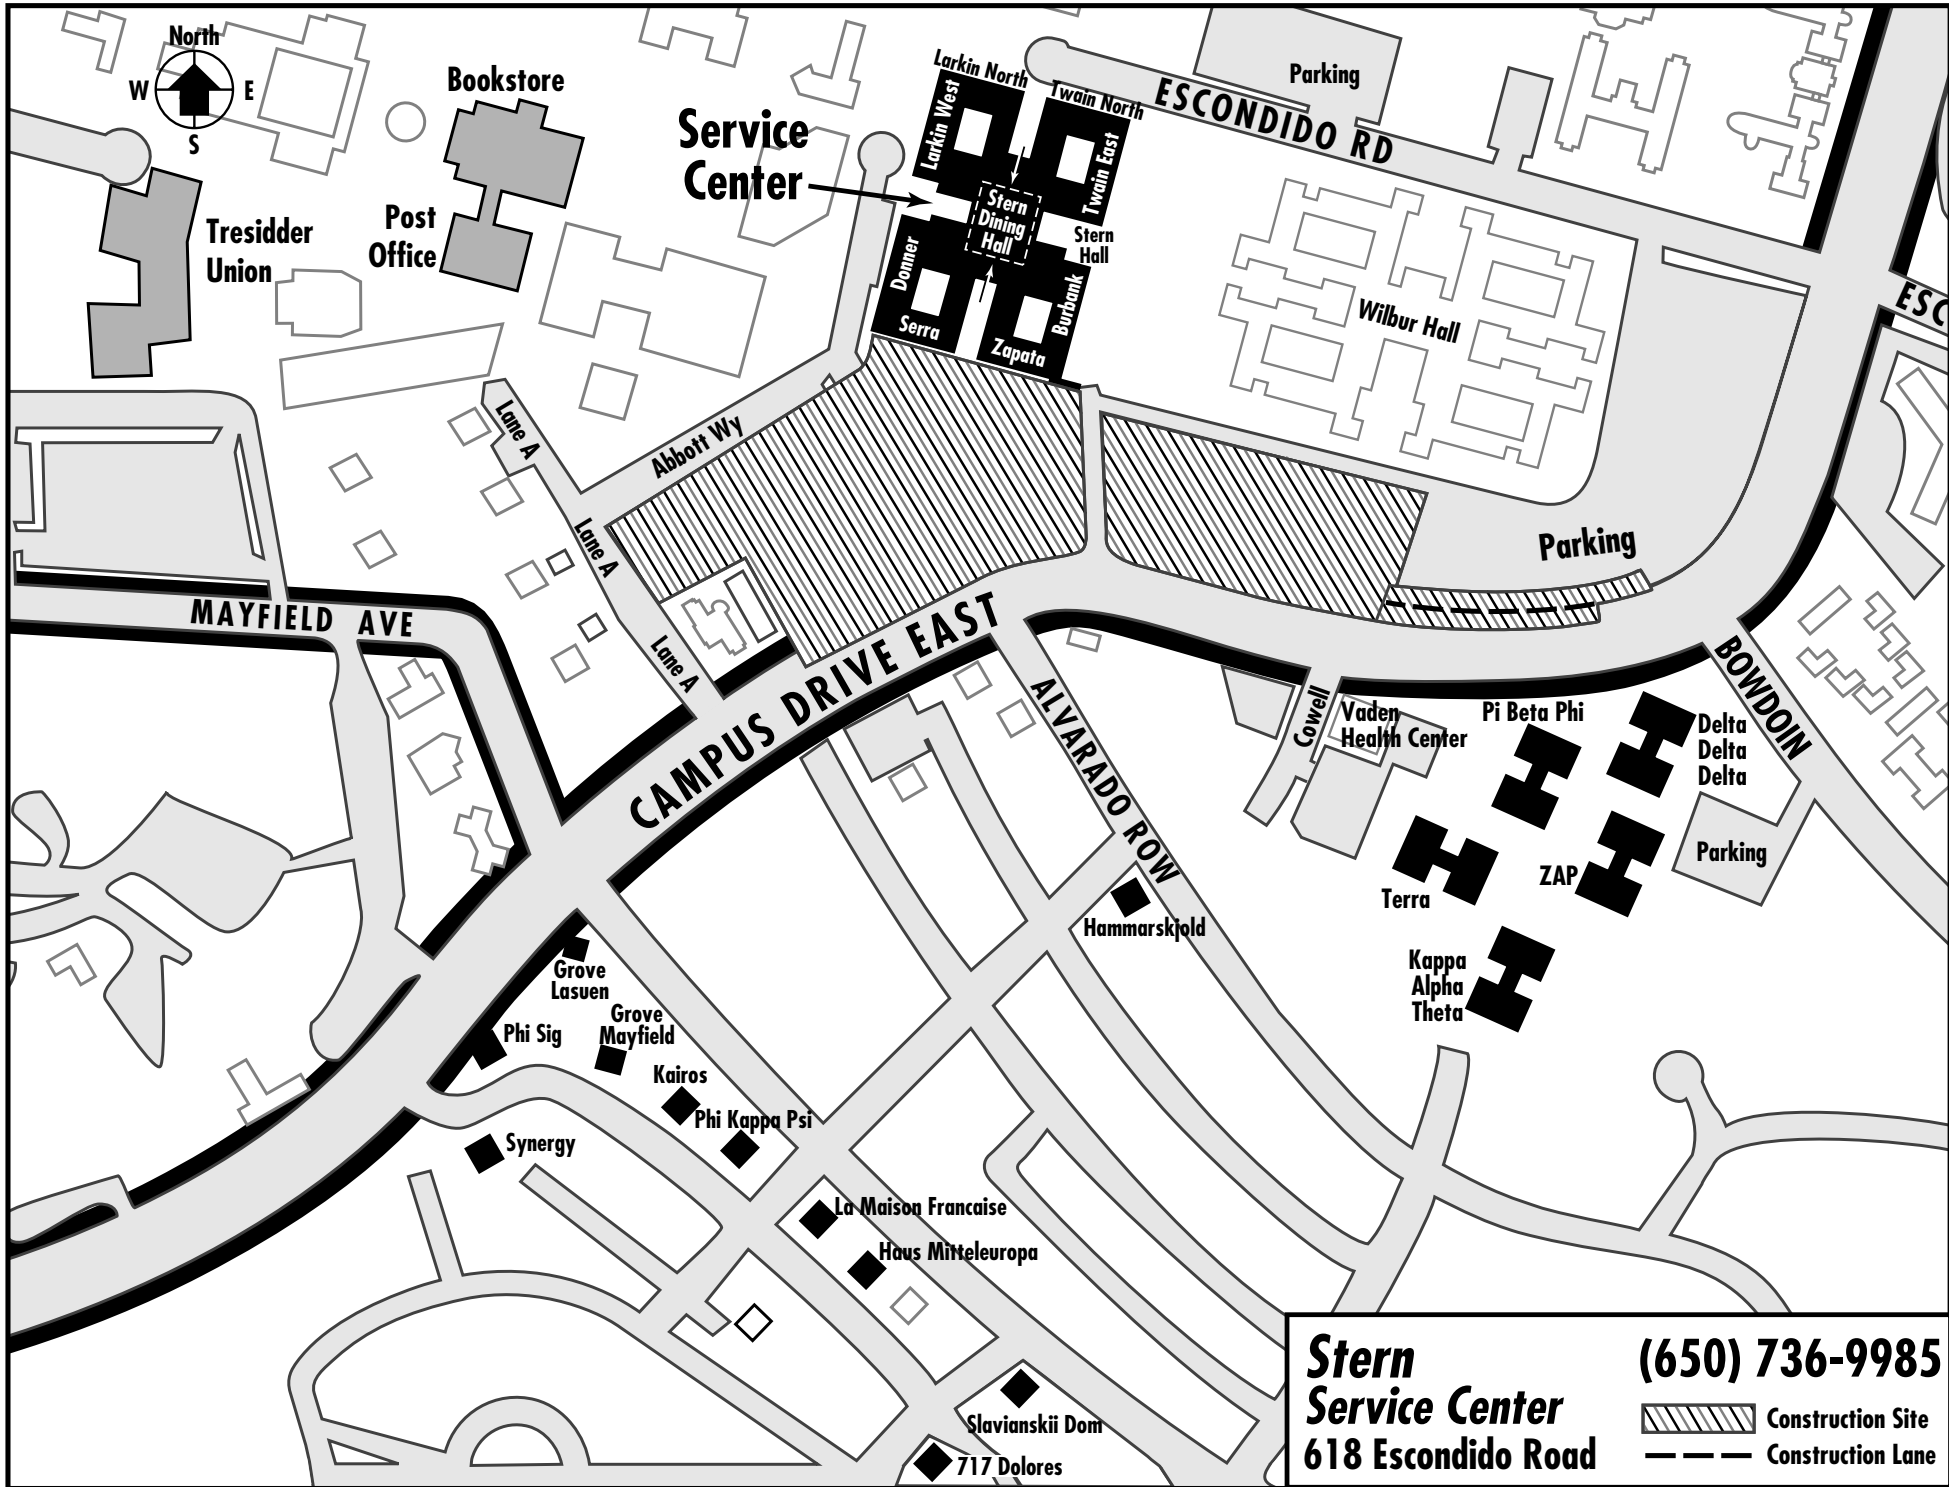 North
W
E
S
Bookstore
Service
Center
Larkin North
Larkin West
Twain North
Twain East
ESCONDIDO RD
Parking
Post
Office
Tresidder
Union
Stern
Dining
Hall
Stern
Hall
Donner
Serra
Burbank
Zapata
Wilbur Hall
ESC
Lane A
Abbott Wy
Lane A
Lane A
Parking
MAYFIELD AVE
CAMPUS DRIVE EAST
ALVARADO ROW
BOWDOIN
Cowell
Vaden
Health Center
Pi Beta Phi
Delta
Delta
Delta
Parking
Terra
ZAP
Hammarskjold
Kappa
Alpha
Theta
Grove
Lasuen
Phi Sig
Grove
Mayfield
Kairos
Phi Kappa Psi
Synergy
La Maison Francaise
Haus Mitteleuropa
Slavianskii Dom
717 Dolores
Stern
Service Center
618 Escondido Road
(650) 736-9985
Construction Site
Construction Lane